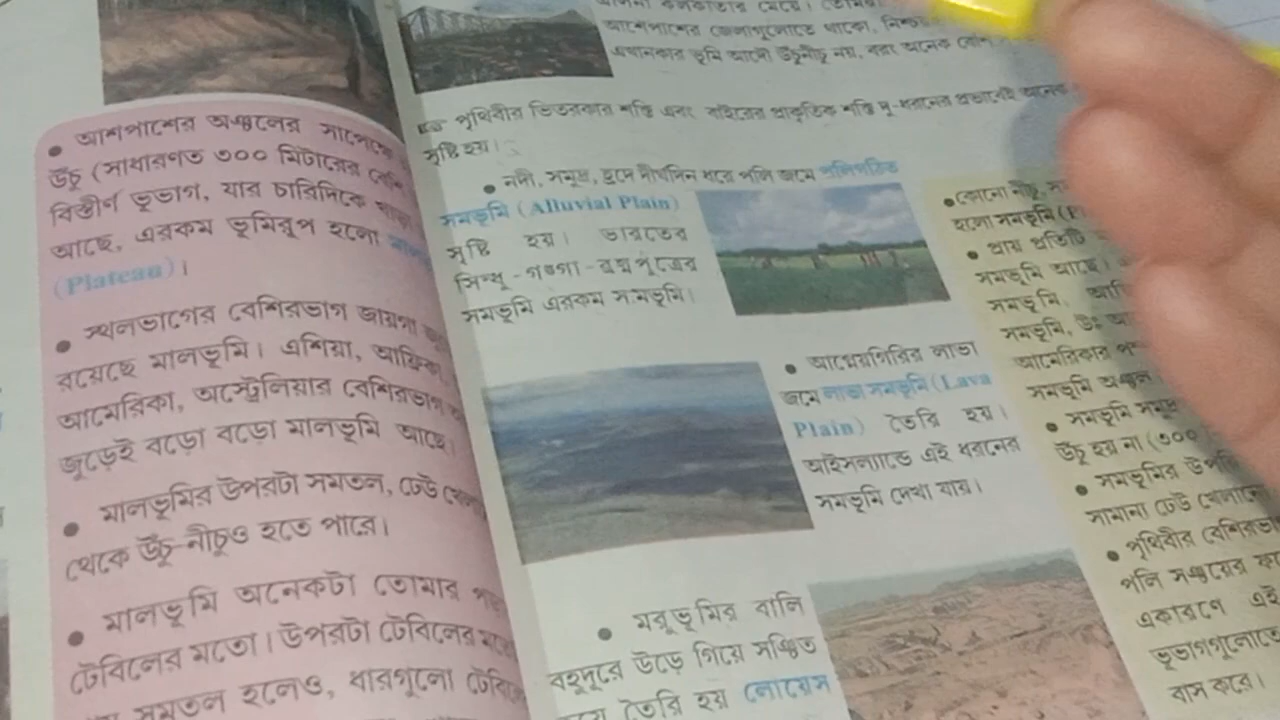 • আশপাশের অঞ্চলের সাপেক্ষে
উঁচু (সাধারণত ৩০০ মিটারের বেশি
বিস্তীর্ণ ভূভাগ, যার চারিদিকে
আছে, এরকম ভূমিরূপ হলো
(Plateau)।
• স্থলভাগের বেশিরভাগ জায়গা
রয়েছে মালভূমি। এশিয়া, আফ্রিকা,
আমেরিকা, অস্ট্রেলিয়ার বেশিরভাগ
জুড়েই বড়ো বড়ো মালভূমি আছে।
• মালভূমির উপরটা সমতল, ঢেউ
থেকে উঁচু-নীচুও হতে পারে।
• মালভূমি অনেকটা তোমার
টেবিলের মতো। উপরটা টেবিলের
সমতল হলেও, ধারগুলো
কলকাতার মেয়ে।
আশেপাশের জেলাগুলোতে থাকো,
এখানকার ভূমি আদৌ উঁচুনীচু নয়, বরং অনেক বেশি
পৃথিবীর ভিতরকার শক্তি এবং বাইরের প্রাকৃতিক শক্তি দু-ধরনের প্রভাবেই অনেক
সৃষ্টি হয়।
• নদী, সমুদ্র, হ্রদে দীর্ঘদিন ধরে পলি জমে পলিগঠিত
সমভূমি (Alluvial Plain)
সৃষ্টি হয়। ভারতের
সিন্ধু-গঙ্গা-ব্রহ্মপুত্রের
সমভূমি এরকম সমভূমি।
• আগ্নেয়গিরির লাভা
জমে লাভা সমভূমি (Lava
Plain) তৈরি হয়।
আইসল্যান্ডে এই ধরনের
সমভূমি দেখা যায়।
• মরুভূমির বালি
বহুদূরে উড়ে গিয়ে সঞ্চিত
তৈরি হয় লোয়েস
• কোনো নীচু,
হলো সমভূমি
• প্রায় প্রতিটি
সমভূমি আছে।
সমভূমি,
সমভূমি,
আমেরিকার
সমভূমি অঞ্চল
• সমভূমি সমুদ্র
উঁচু হয় না (৩০০
• সমভূমির
সামান্য ঢেউ খেলানো
• পৃথিবীর
পলি সঞ্চয়ের
একারণে এই
ভূভাগগুলোতে
বাস করে।